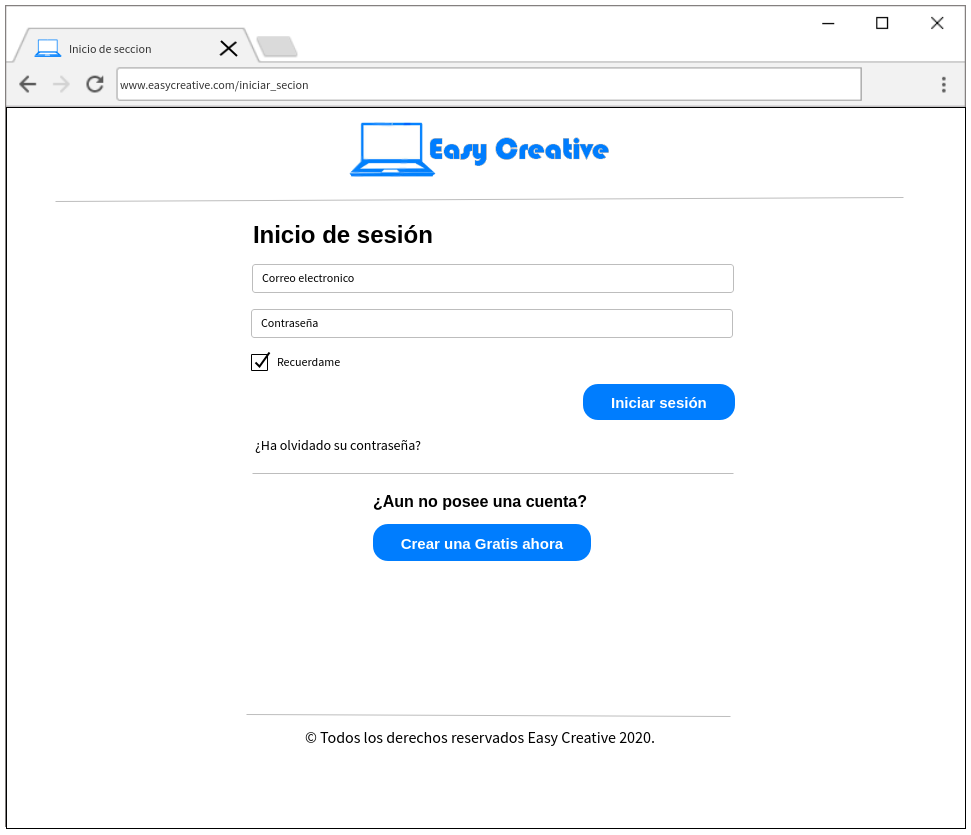 Inicio de seccion
www.easycreative.com/iniciar_secion
Easy Creative
Inicio de sesión
Correo electronico
Contraseña
Recuerdame
Iniciar sesión
¿Ha olvidado su contraseña?
¿Aun no posee una cuenta?
Crear una Gratis ahora
© Todos los derechos reservados Easy Creative 2020.